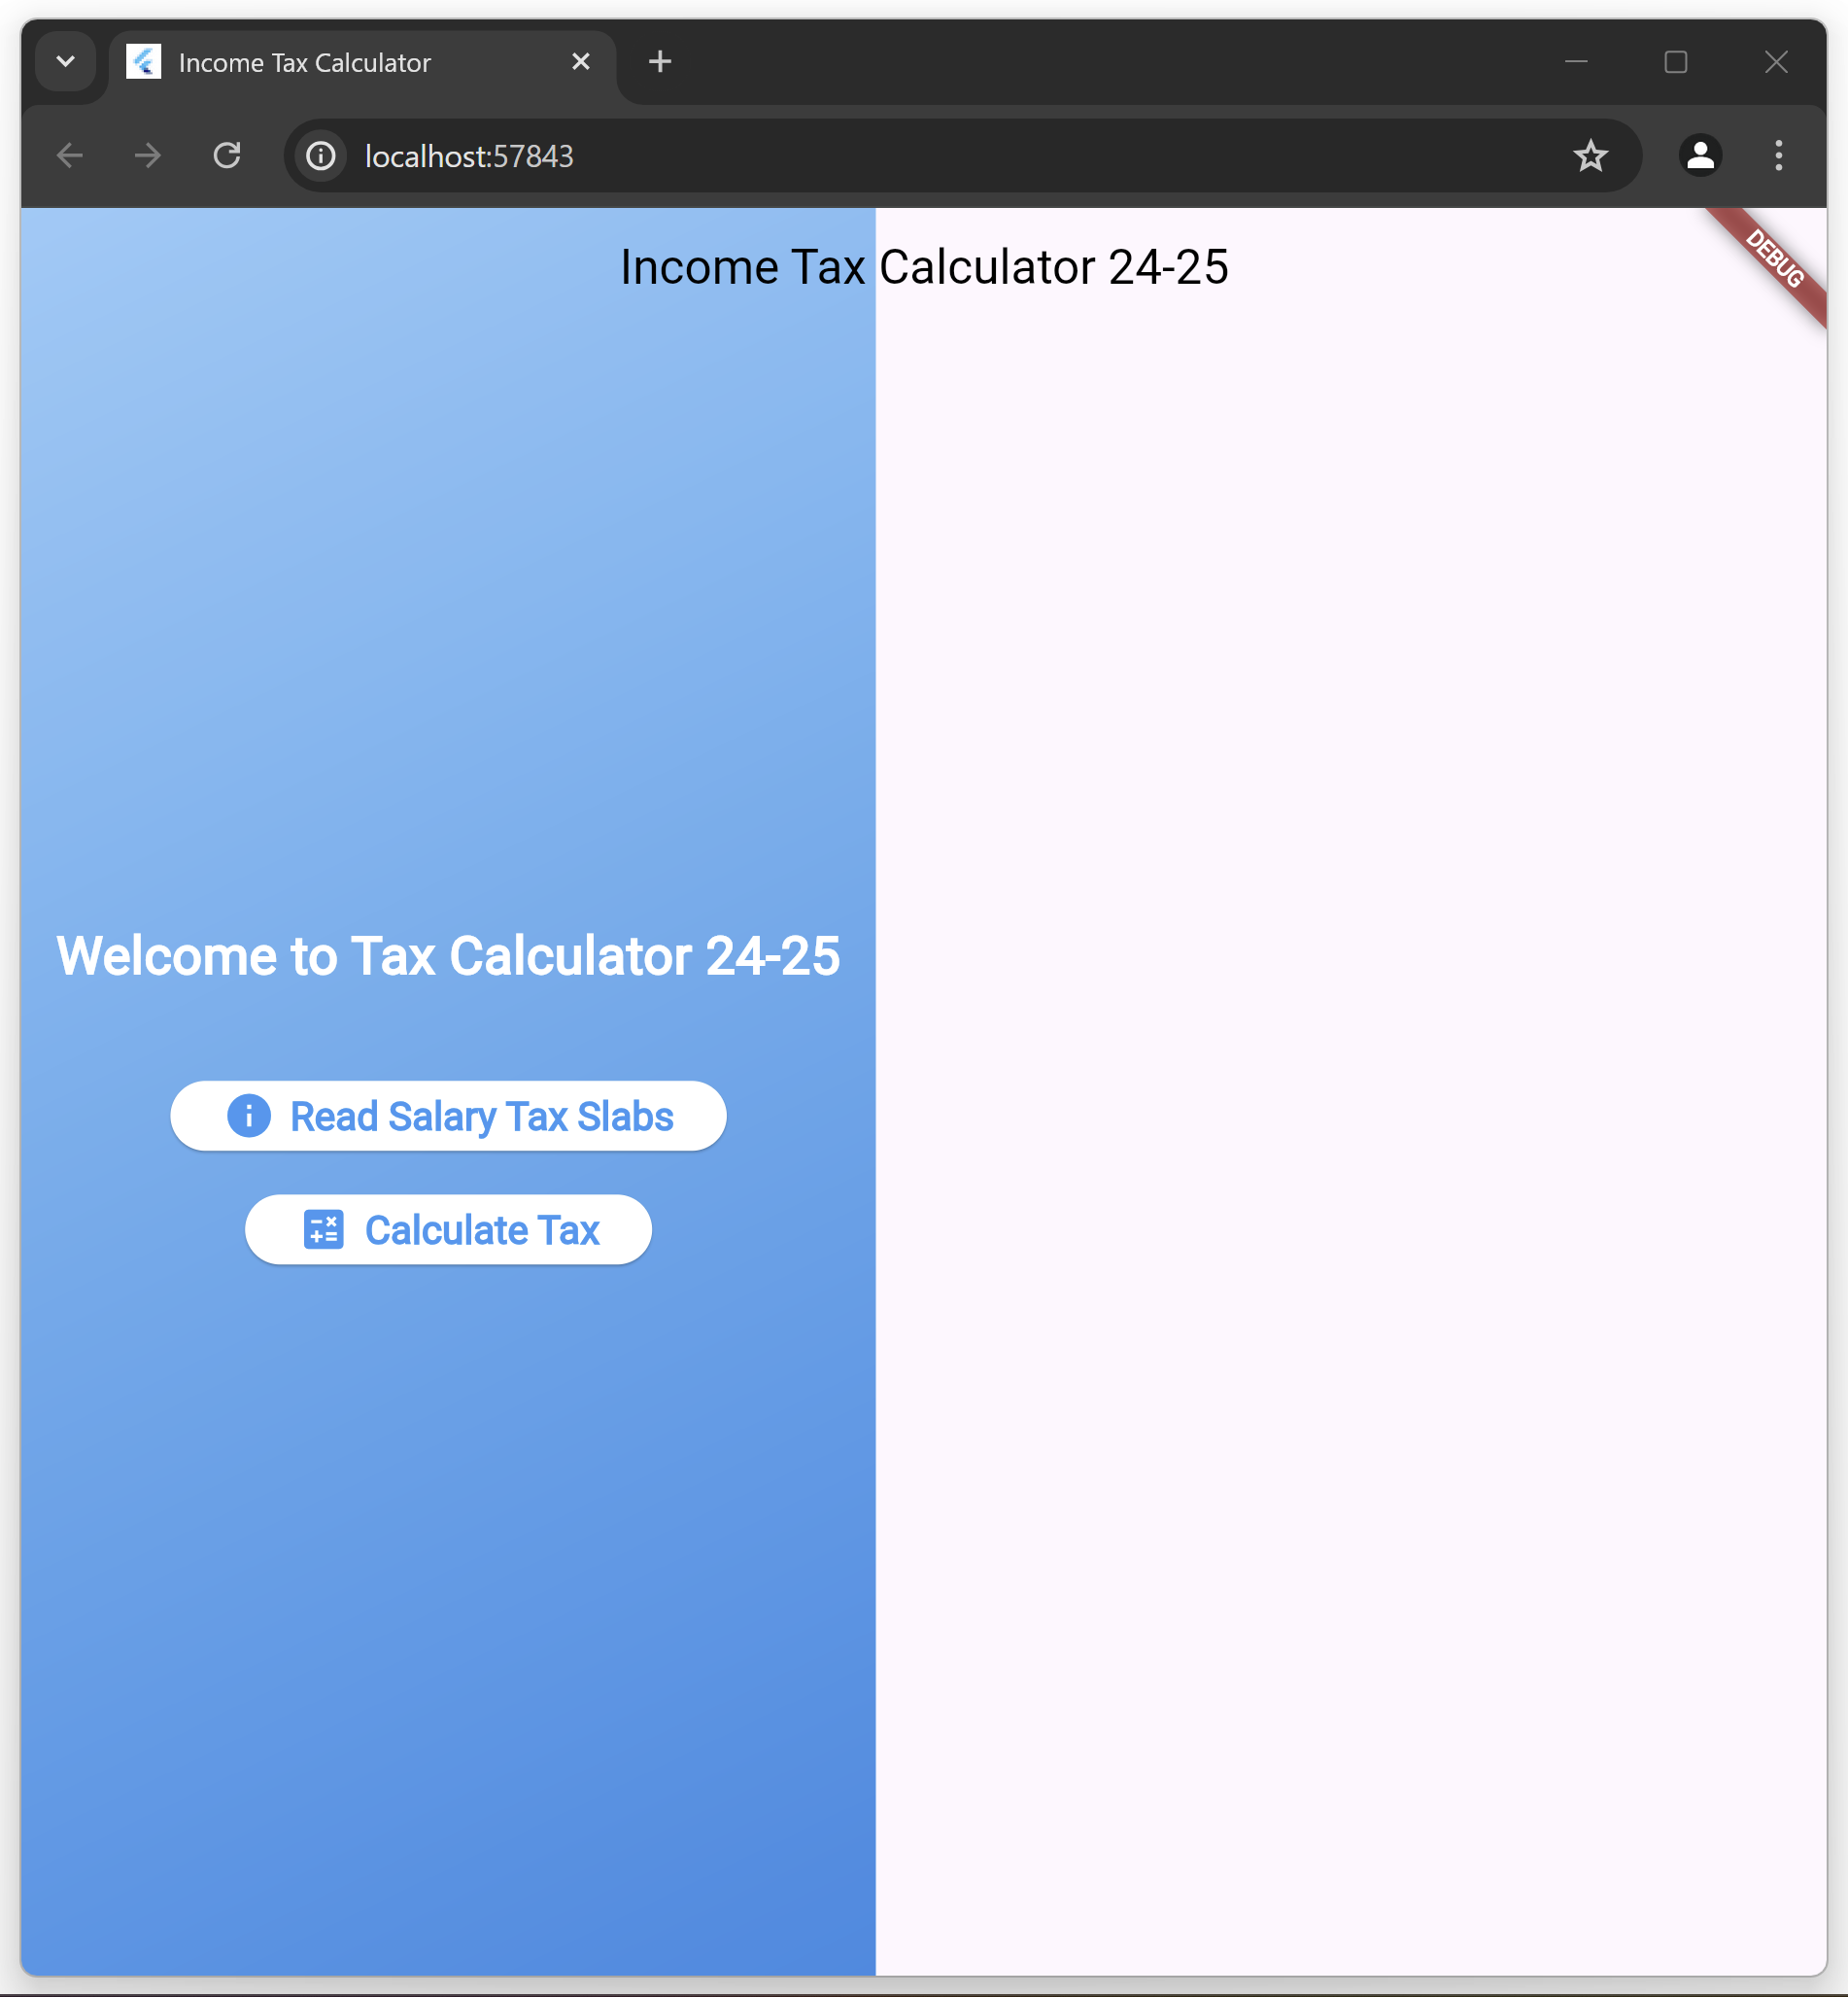 Income Tax Calculator
localhost:57843
Income Tax Calculator 24-25
DEBUG
Welcome to Tax Calculator 24-25
Read Salary Tax Slabs
Calculate Tax